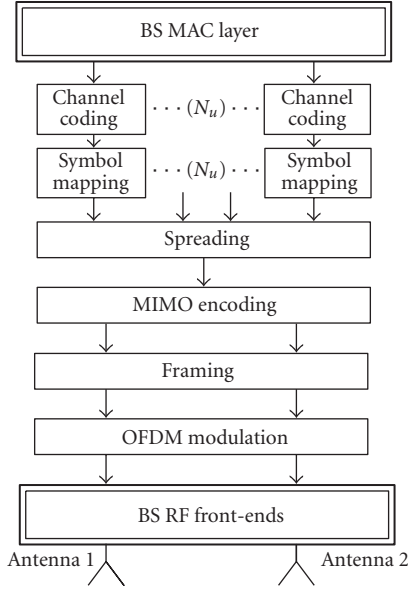 BS MAC layer
Channel coding · · · (N_u) · · · Channel coding
Symbol mapping · · · (N_u) · · · Symbol mapping
Spreading
MIMO encoding
Framing
OFDM modulation
BS RF front-ends
Antenna 1 Antenna 2